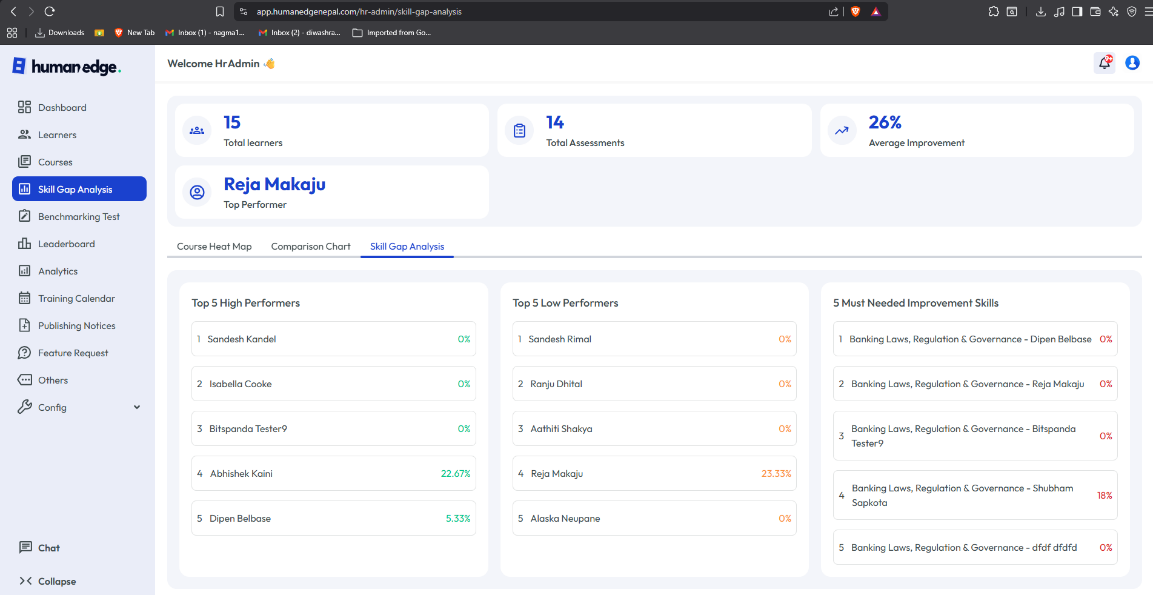 app.humanedgenepal.com/hr-admin/skill-gap-analysis
Downloads
New Tab
Inbox (1) - nagma1...
Inbox (2) - diwashra...
Imported from Go...
humanedge.
Welcome HrAdmin 👋
9+
Dashboard
Learners
Courses
Skill Gap Analysis
Benchmarking Test
Leaderboard
Analytics
Training Calendar
Publishing Notices
Feature Request
Others
Config
Chat
Collapse
15
Total learners
14
Total Assessments
26%
Average Improvement
Reja Makaju
Top Performer
Course Heat Map
Comparison Chart
Skill Gap Analysis
Top 5 High Performers
1 Sandesh Kandel 0%
2 Isabella Cooke 0%
3 Bitspanda Tester9 0%
4 Abhishek Kaini 22.67%
5 Dipen Belbase 5.33%
Top 5 Low Performers
1 Sandesh Rimal 0%
2 Ranju Dhital 0%
3 Aathiti Shakya 0%
4 Reja Makaju 23.33%
5 Alaska Neupane 0%
5 Must Needed Improvement Skills
1 Banking Laws, Regulation & Governance - Dipen Belbase 0%
2 Banking Laws, Regulation & Governance - Reja Makaju 0%
3 Banking Laws, Regulation & Governance - Bitspanda
Tester9 0%
4 Banking Laws, Regulation & Governance - Shubham
Sapkota 18%
5 Banking Laws, Regulation & Governance - dfdf dfdfd 0%